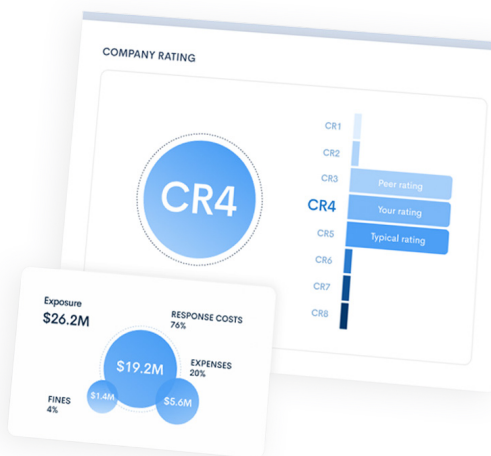 COMPANY RATING
CR4
CR1
CR2
CR3
Peer rating
CR4
Your rating
CR5
Typical rating
CR6
CR7
CR8
Exposure
$26.2M
RESPONSE COSTS
76%
$19.2M
EXPENSES
20%
$1.4M
$5.6M
FINES
4%